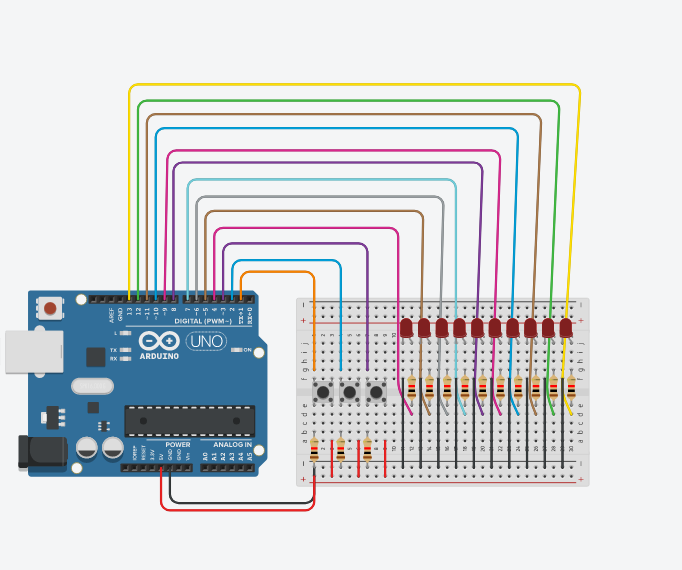 AREF
GND
13
12
~11
~10
~9
8
7
~6
~5
4
~3
2
TX→1
RX←0
DIGITAL (PWM~)
L
TX
RX
ON
UNO
ARDUINO
POWER
ANALOG IN
IOREF
RESET
3.3V
5V
GND
GND
Vin
A0
A1
A2
A3
A4
A5